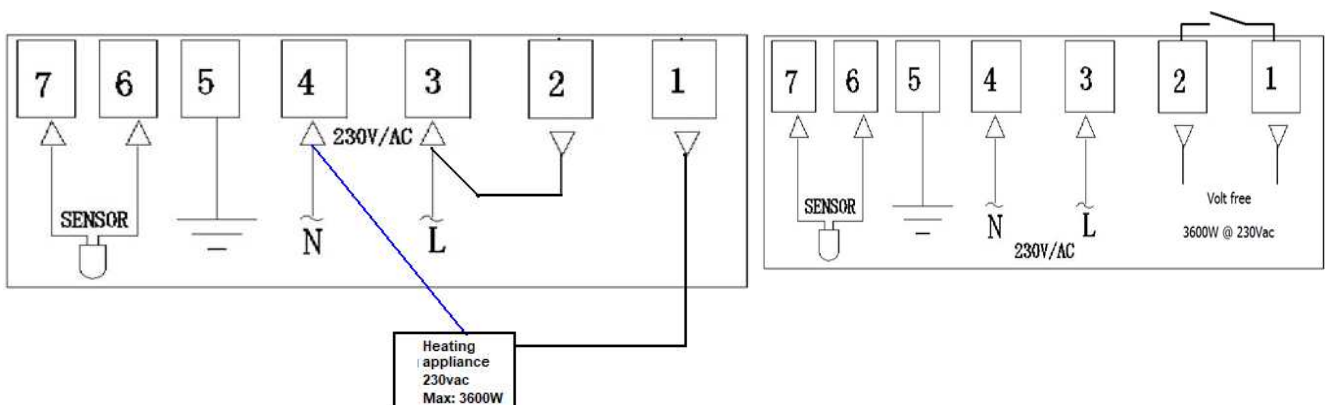 7 6 5 4 3 2 1
230V/AC
SENSOR
N L
Heating
appliance
230vac
Max: 3600W
7 6 5 4 3 2 1
Volt free
SENSOR
N L
3600W @ 230Vac
230V/AC